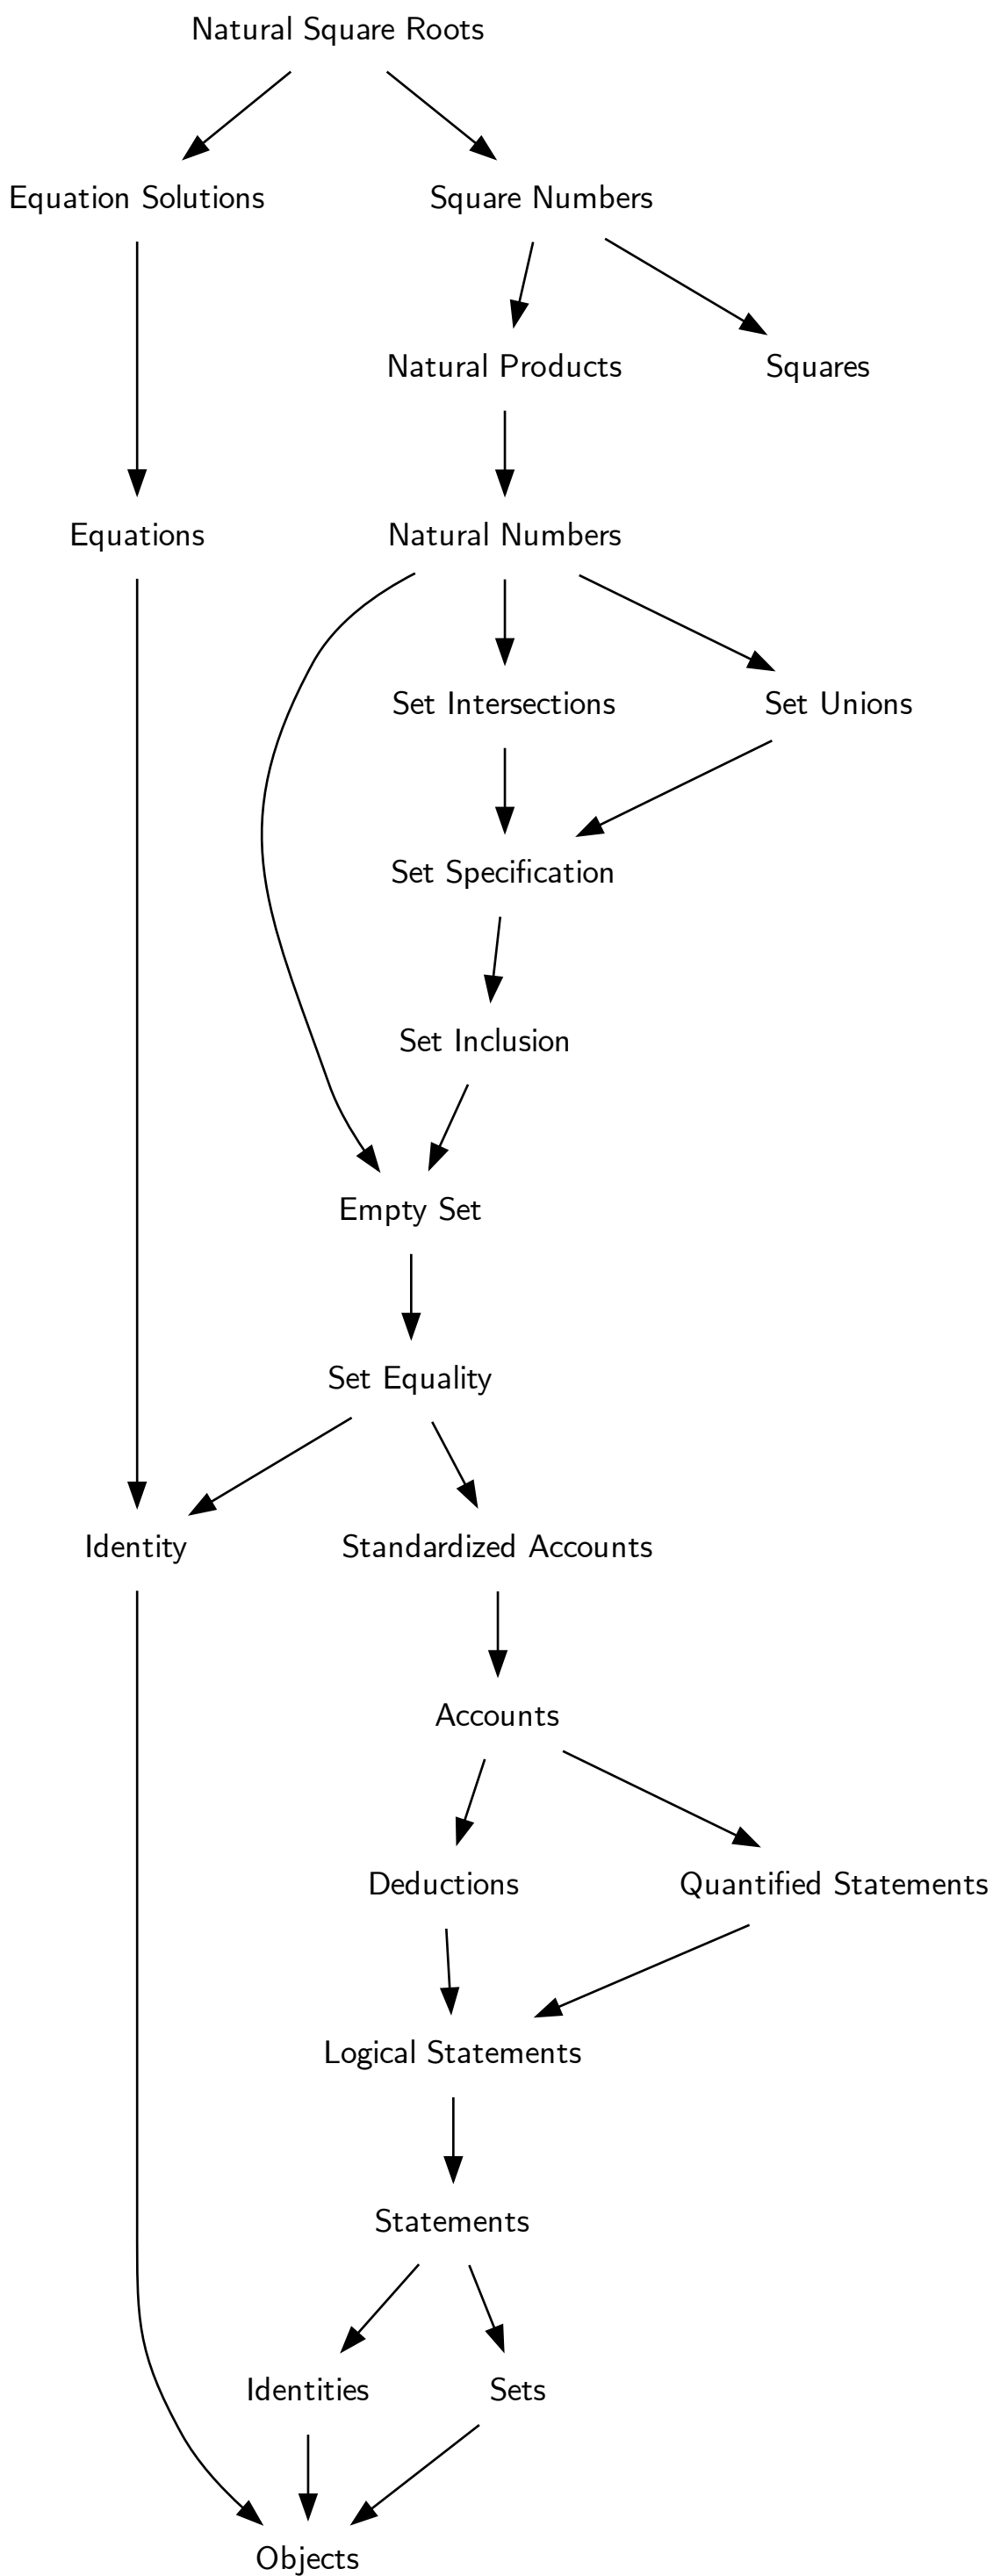 Natural Square Roots
Equation Solutions
Square Numbers
Natural Products
Squares
Equations
Natural Numbers
Set Intersections
Set Unions
Set Specification
Set Inclusion
Empty Set
Set Equality
Identity
Standardized Accounts
Accounts
Deductions
Quantified Statements
Logical Statements
Statements
Identities
Sets
Objects